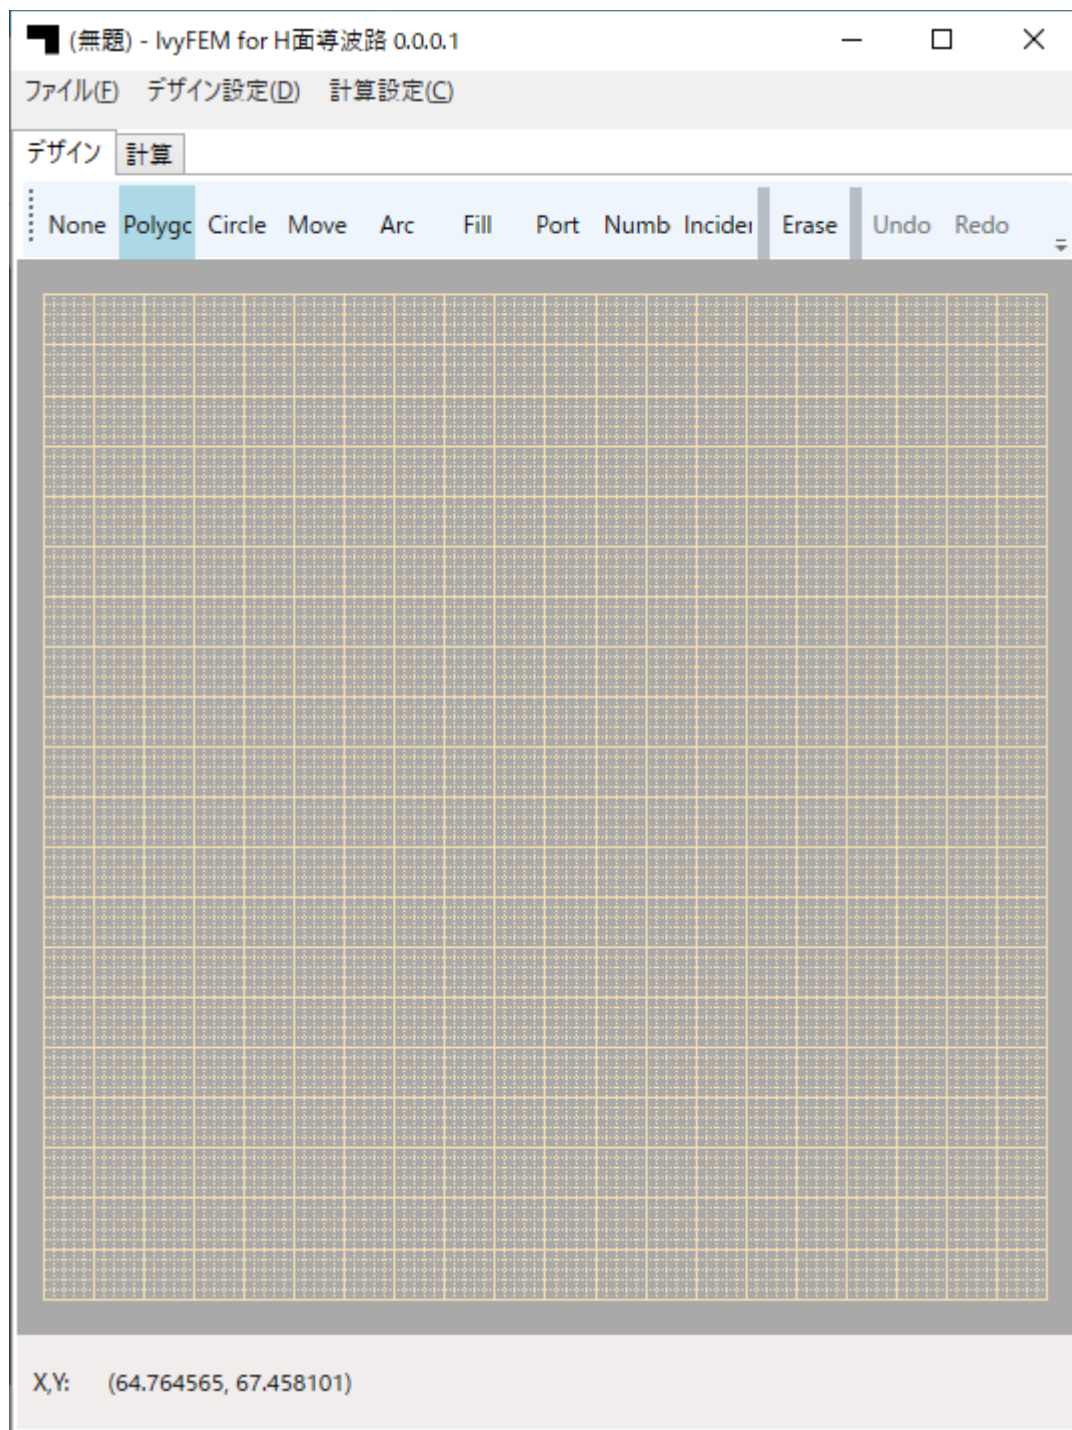 (無題) - IvyFEM for H面導波路 0.0.0.1
ファイル(F) デザイン設定(D) 計算設定(C)
デザイン 計算
None Polygc Circle Move Arc Fill Port Numb Incider Erase Undo Redo
X,Y: (64.764565, 67.458101)